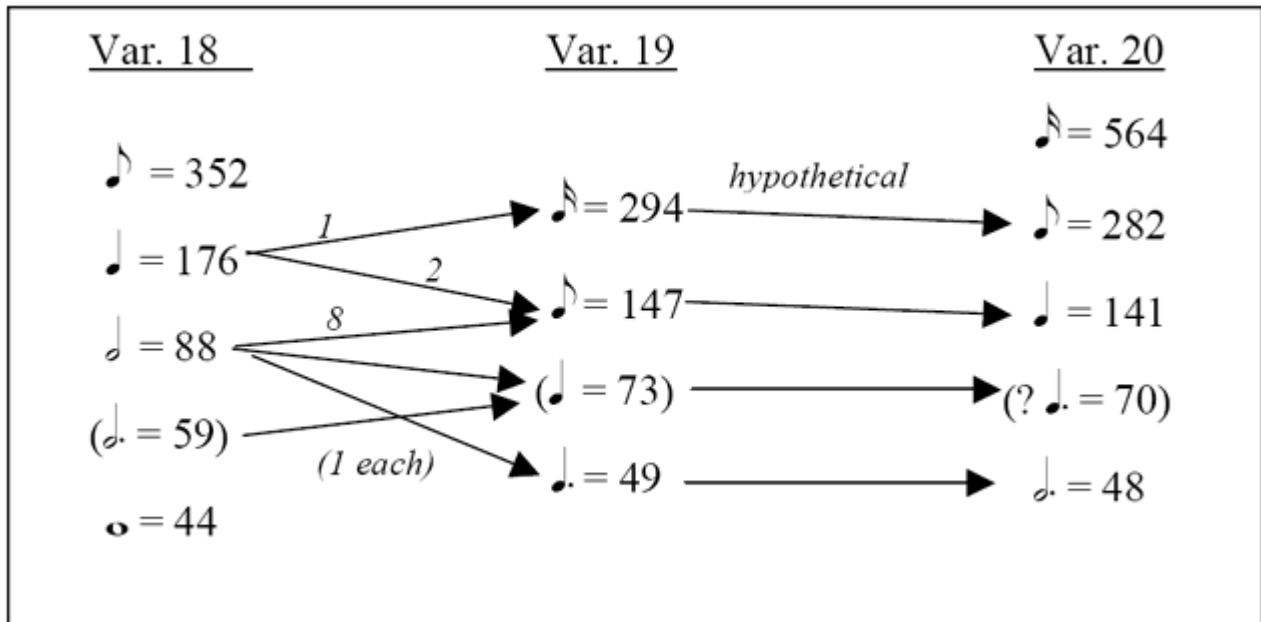 Var. 18 Var. 19 Var. 20
𝅘𝅥𝅯 = 564
♪ = 352
hypothetical
𝅘𝅥𝅯 = 294
♪ = 282
1
♩ = 176
2
♪ = 147
♩ = 141
8
𝅗𝅥 = 88
(♩ = 73)
(? ♩. = 70)
(𝅗𝅥. = 59)
(1 each)
♩. = 49
𝅗𝅥. = 48
𝅝 = 44